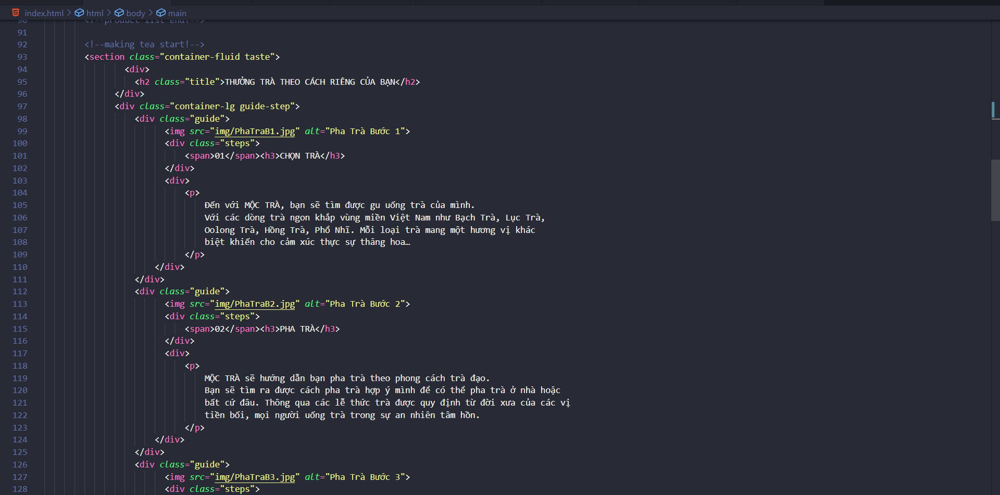 index.html > html > body > main
90 <!--product list end!-->
91
92 <!--making tea start!-->
93 <section class="container-fluid taste">
94 <div>
95 <h2 class="title">THƯỞNG TRÀ THEO CÁCH RIÊNG CỦA BẠN</h2>
96 </div>
97 <div class="container-lg guide-step">
98 <div class="guide">
99 <img src="img/PhaTraB1.jpg" alt="Pha Trà Bước 1">
100 <div class="steps">
101 <span>01</span><h3>CHỌN TRÀ</h3>
102 </div>
103 <div>
104 <p>
105 Đến với MỘC TRÀ, bạn sẽ tìm được gu uống trà của mình.
106 Với các dòng trà ngon khắp vùng miền Việt Nam như Bạch Trà, Lục Trà,
107 Oolong Trà, Hồng Trà, Phổ Nhĩ. Mỗi loại trà mang một hương vị khác
108 biệt khiến cho cảm xúc thực sự thăng hoa…
109 </p>
110 </div>
111 </div>
112 <div class="guide">
113 <img src="img/PhaTraB2.jpg" alt="Pha Trà Bước 2">
114 <div class="steps">
115 <span>02</span><h3>PHA TRÀ</h3>
116 </div>
117 <div>
118 <p>
119 MỘC TRÀ sẽ hướng dẫn bạn pha trà theo phong cách trà đạo.
120 Bạn sẽ tìm ra được cách pha trà hợp ý mình để có thể pha trà ở nhà hoặc
121 bất cứ đâu. Thông qua các lễ thức trà được quy định từ đời xưa của các vị
122 tiền bối, mọi người uống trà trong sự an nhiên tâm hồn.
123 </p>
124 </div>
125 </div>
126 <div class="guide">
127 <img src="img/PhaTraB3.jpg" alt="Pha Trà Bước 3">
128 <div class="steps">